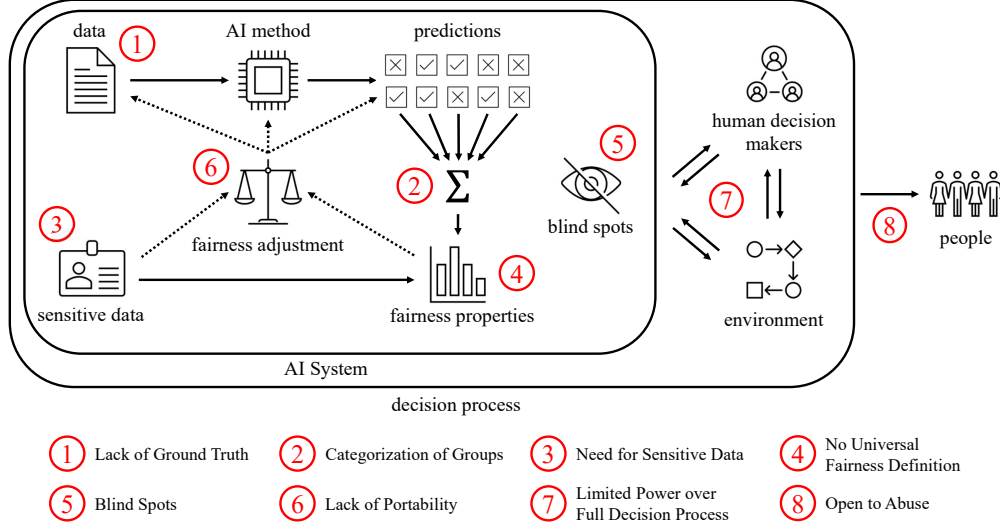 data
AI method
predictions
1
6
2
Σ
3
fairness adjustment
sensitive data
4
fairness properties
5
blind spots
human decision
makers
7
environment
8
people
AI System
decision process
1 Lack of Ground Truth
2 Categorization of Groups
3 Need for Sensitive Data
4 No Universal
Fairness Definition
5 Blind Spots
6 Lack of Portability
7 Limited Power over
Full Decision Process
8 Open to Abuse